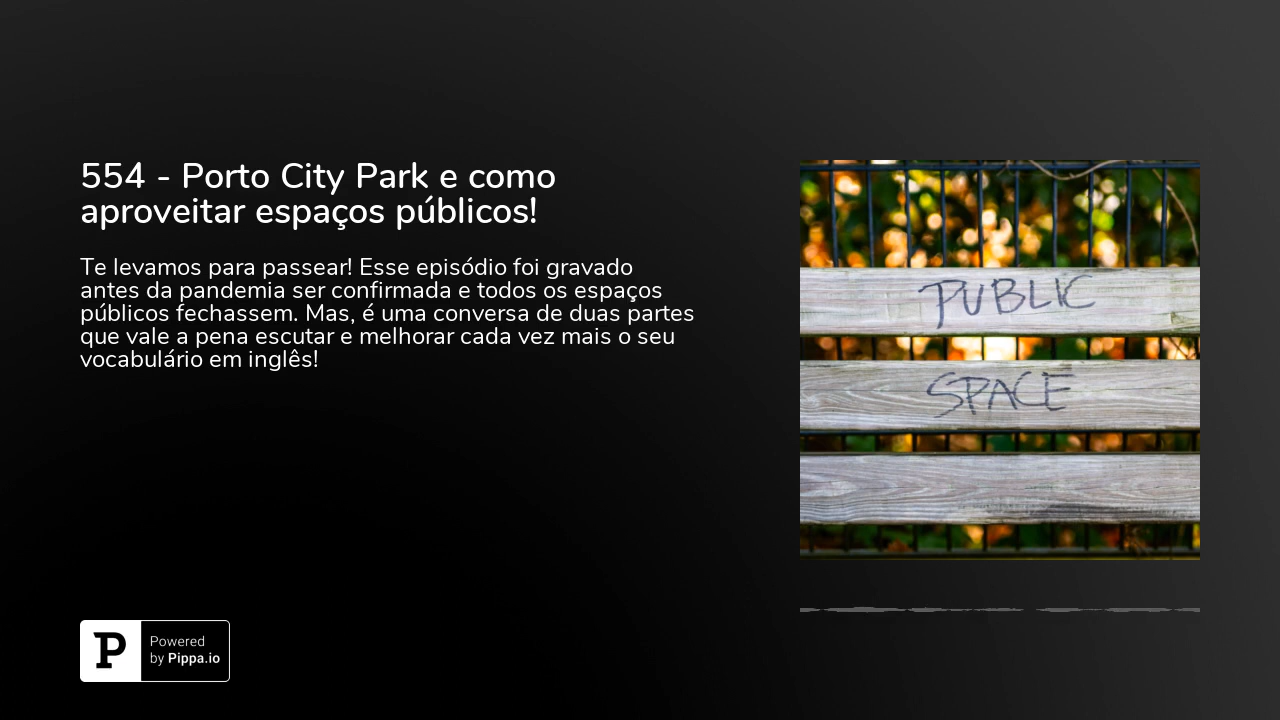 554 - Porto City Park e como
aproveitar espaços públicos!
Te levamos para passear! Esse episódio foi gravado
antes da pandemia ser confirmada e todos os espaços
públicos fechassem. Mas, é uma conversa de duas partes
que vale a pena escutar e melhorar cada vez mais o seu
vocabulário em inglês!
PUBLIC
SPACE
P
Powered
by Pippa.io